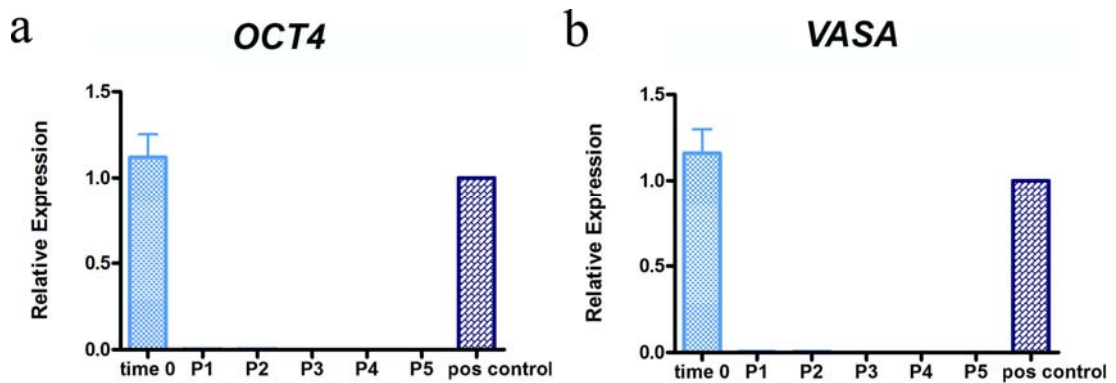 a
OCT4
Relative Expression
1.5
1.0
0.5
0.0
time 0 P1 P2 P3 P4 P5 pos control
b
VASA
Relative Expression
1.5
1.0
0.5
0.0
time 0 P1 P2 P3 P4 P5 pos control